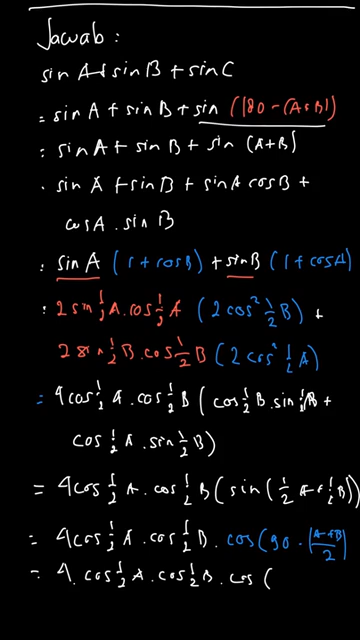 Jawab:
sin A + sin B + sin C
= sin A + sin B + sin (180 - (A+B)
= sin A + sin B + sin (A+B)
. sin A + sin B + sin A cos B +
cos A . sin B
= sin A (1 + cos B) + sin B (1 + cos A)
= 2 sin ½ A . cos ½ A (2 cos² ½ B) +
2 sin ½ B . cos ½ B (2 cos² ½ A)
= 4 cos ½ A . cos ½ B (cos ½ B . sin ½ A +
cos ½ A . sin ½ B)
= 4 cos ½ A . cos ½ B (sin (½ A + ½ B))
= 4 cos ½ A . cos ½ B . cos (90 - (A+B)/2
= 4 . cos ½ A . cos ½ B . cos (